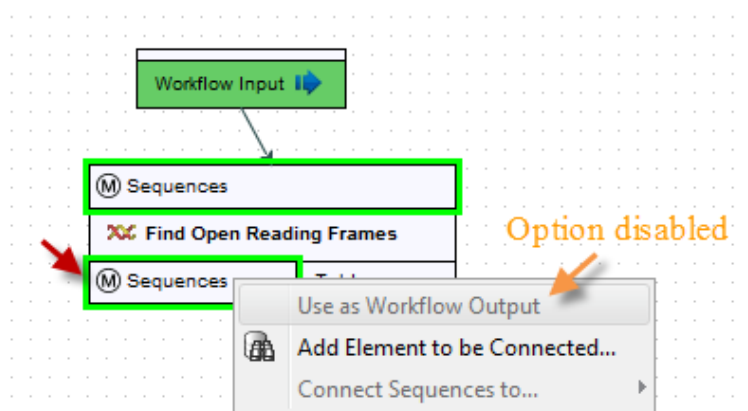 Workflow Input
M Sequences
Find Open Reading Frames
Option disabled
M Sequences
Use as Workflow Output
Add Element to be Connected...
Connect Sequences to...